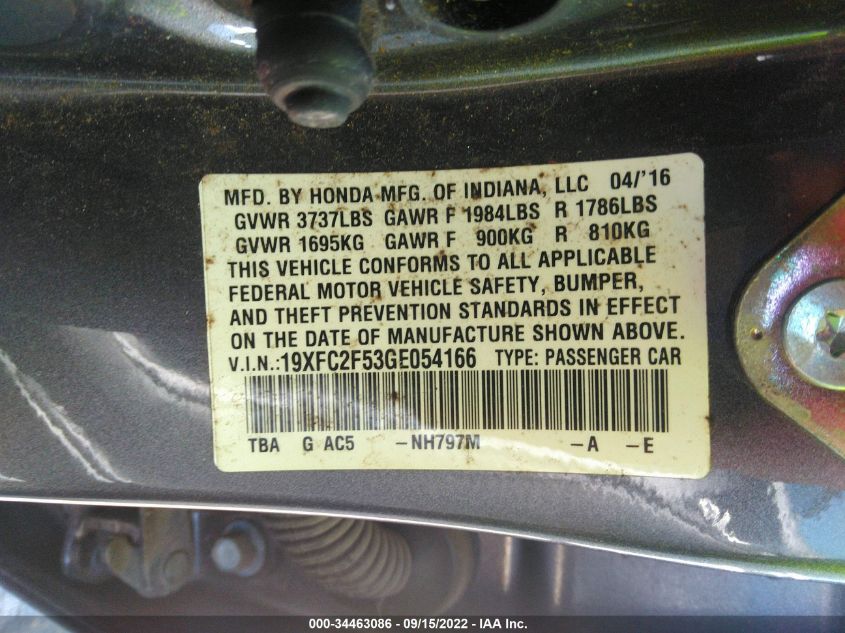 MFD. BY HONDA MFG. OF INDIANA, LLC 04/'16
GVWR 3737LBS GAWR F 1984LBS R 1786LBS
GVWR 1695KG GAWR F 900KG R 810KG
THIS VEHICLE CONFORMS TO ALL APPLICABLE
FEDERAL MOTOR VEHICLE SAFETY, BUMPER,
AND THEFT PREVENTION STANDARDS IN EFFECT
ON THE DATE OF MANUFACTURE SHOWN ABOVE.
V.I.N.:19XFC2F53GE054166 TYPE: PASSENGER CAR
TBA G AC5 -NH797M -A -E
000-34463086 - 09/15/2022 - IAA Inc.